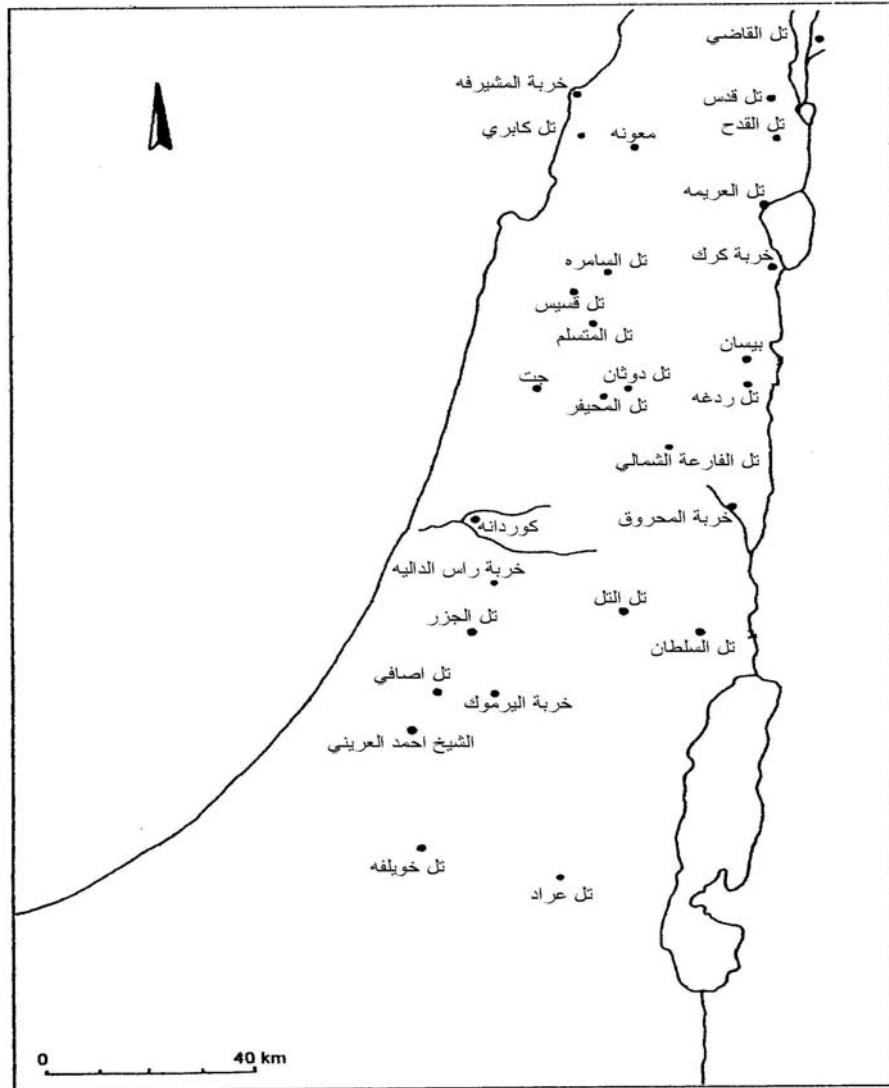 تل القاضي
خربة المشيرفه
تل قدس
تل كابري
معونه
تل القدح
تل العريمه
تل السامره
خربة كرك
تل قسيس
تل المتسلم
بيسان
جت
تل دوثان
تل ردغه
تل المحيفر
تل الفارعة الشمالي
كوردانه
خربة المحروق
خربة راس الداليه
تل التل
تل الجزر
تل السلطان
تل اصافي
خربة اليرموك
الشيخ احمد العريني
تل خويلفه
تل عراد
0 40 km